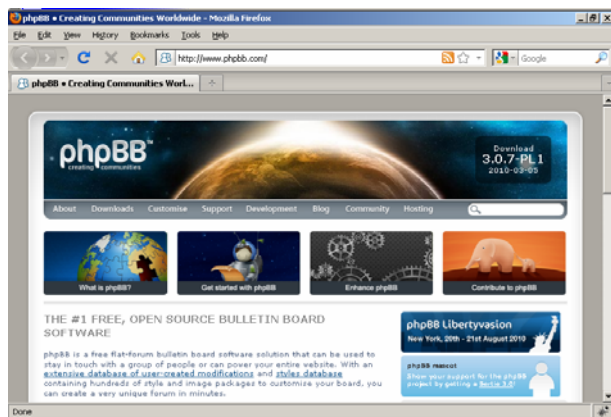 phpBB • Creating Communities Worldwide - Mozilla Firefox
File Edit View History Bookmarks Tools Help
http://www.phpbb.com/
Google
phpBB • Creating Communities Worl...
phpBB™
creating communities
Download
3.0.7-PL1
2010-03-05
About Downloads Customise Support Development Blog Community Hosting
What is phpBB? Get started with phpBB Enhance phpBB Contribute to phpBB
THE #1 FREE, OPEN SOURCE BULLETIN BOARD
SOFTWARE
phpBB is a free flat-forum bulletin board software solution that can be used to
stay in touch with a group of people or can power your entire website. With an
extensive database of user-created modifications and styles database
containing hundreds of style and image packages to customise your board, you
can create a very unique forum in minutes.
phpBB Libertyvasion
New York, 20th - 21st August 2010
phpBB mascot
Show your support for the phpBB
project by getting a Bertie 3.0!
Done